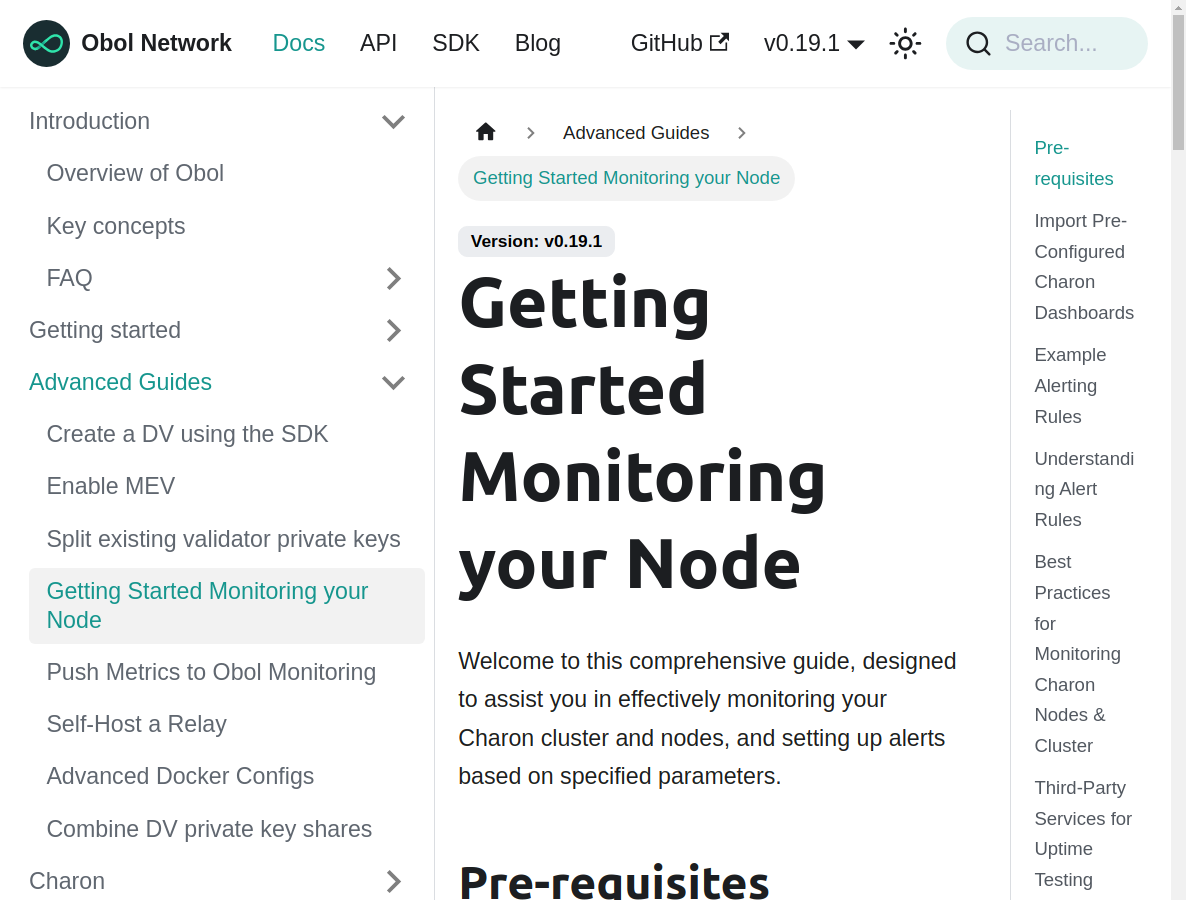 Obol Network
Docs
API
SDK
Blog
GitHub
v0.19.1
Search...
Introduction
Overview of Obol
Key concepts
FAQ
Getting started
Advanced Guides
Create a DV using the SDK
Enable MEV
Split existing validator private keys
Getting Started Monitoring your
Node
Push Metrics to Obol Monitoring
Self-Host a Relay
Advanced Docker Configs
Combine DV private key shares
Charon
Advanced Guides
Getting Started Monitoring your Node
Version: v0.19.1
Getting
Started
Monitoring
your Node
Welcome to this comprehensive guide, designed
to assist you in effectively monitoring your
Charon cluster and nodes, and setting up alerts
based on specified parameters.
Pre-requisites
Pre-
requisites
Import Pre-
Configured
Charon
Dashboards
Example
Alerting
Rules
Understandi
ng Alert
Rules
Best
Practices
for
Monitoring
Charon
Nodes &
Cluster
Third-Party
Services for
Uptime
Testing